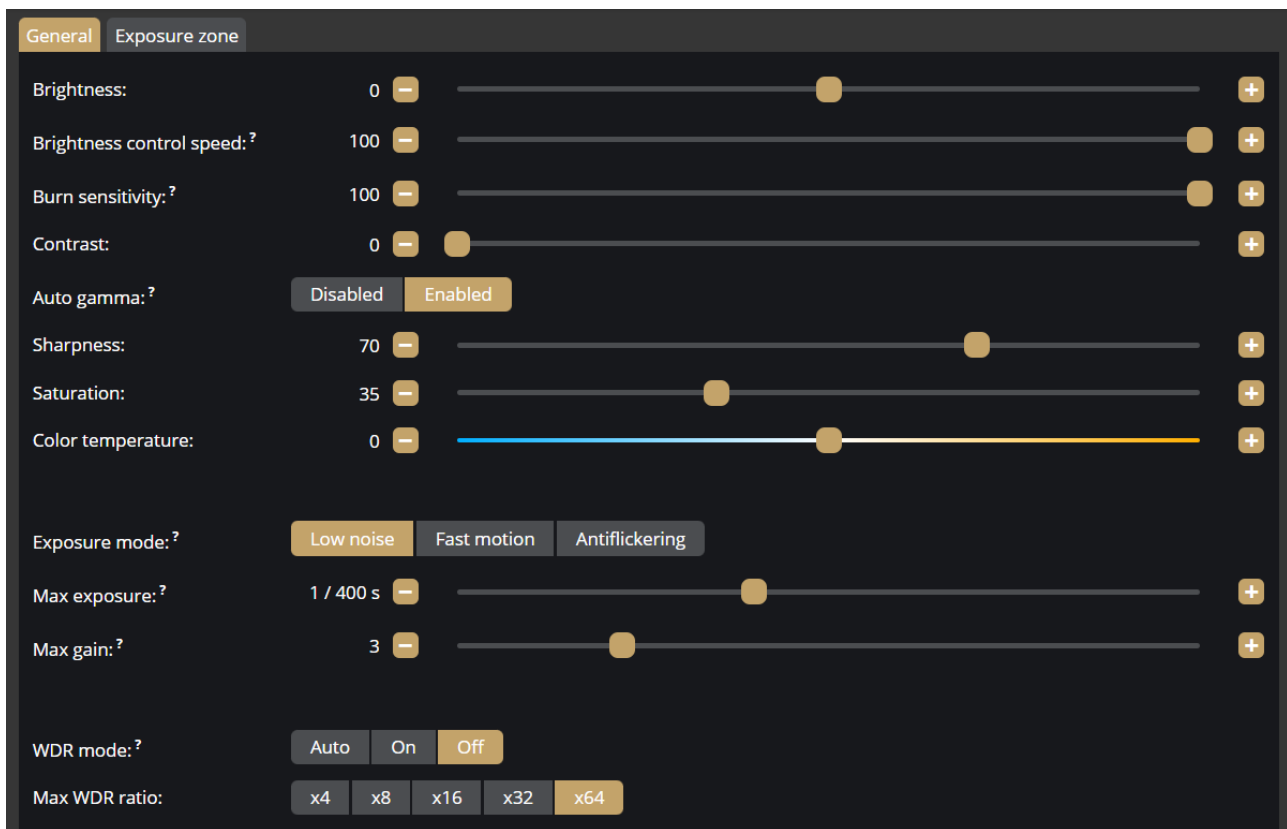 General Exposure zone
Brightness: 0 − +
Brightness control speed: ? 100 − +
Burn sensitivity: ? 100 − +
Contrast: 0 − +
Auto gamma: ? Disabled Enabled
Sharpness: 70 − +
Saturation: 35 − +
Color temperature: 0 − +
Exposure mode: ? Low noise Fast motion Antiflickering
Max exposure: ? 1 / 400 s − +
Max gain: ? 3 − +
WDR mode: ? Auto On Off
Max WDR ratio: x4 x8 x16 x32 x64